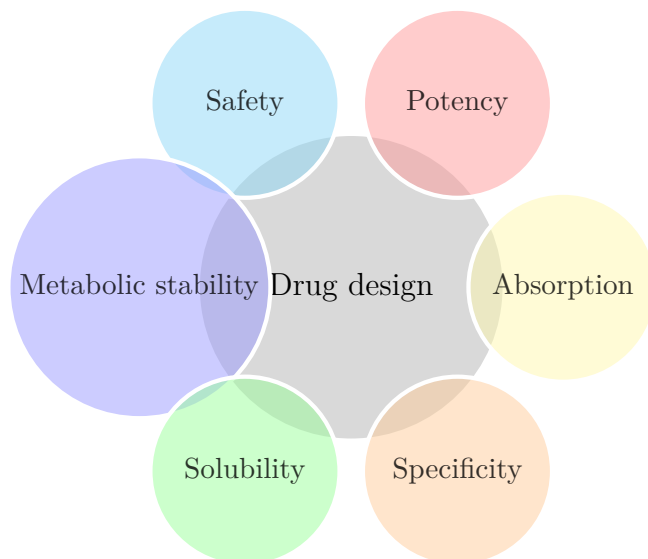 Safety
Potency
Metabolic stability
Drug design
Absorption
Solubility
Specificity